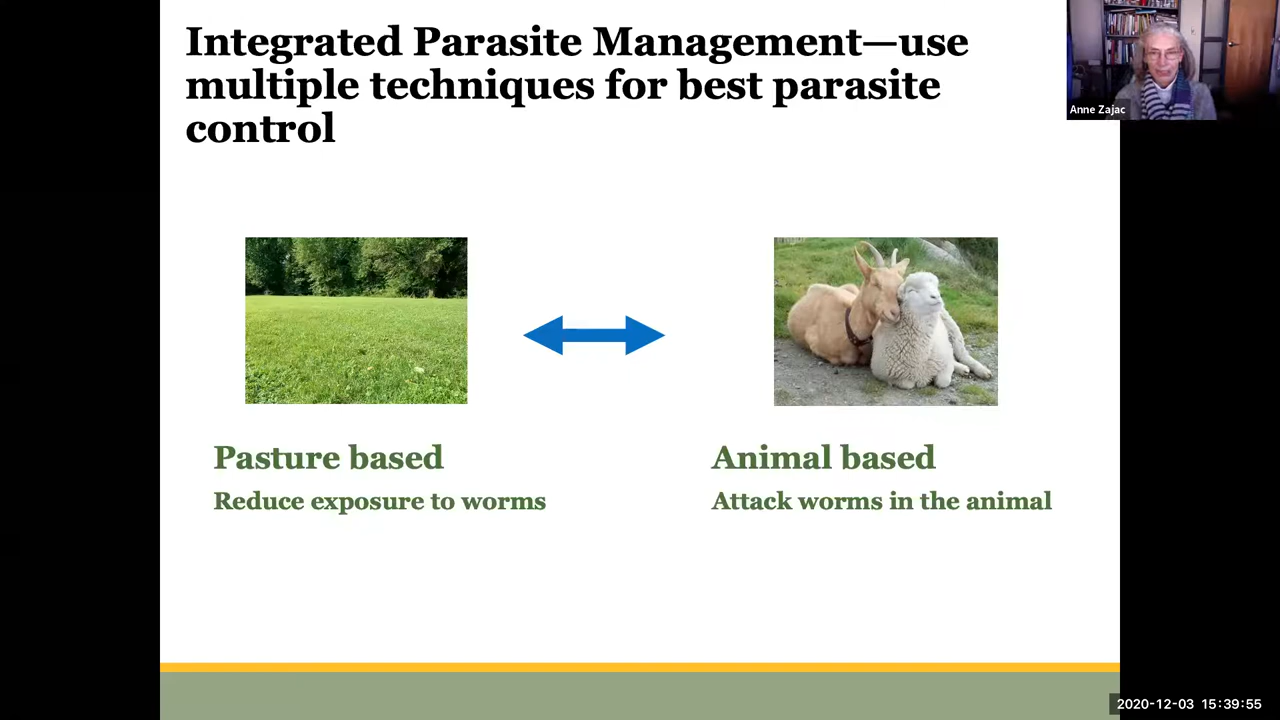 Integrated Parasite Management—use
multiple techniques for best parasite
control
Anne Zajac
Pasture based
Animal based
Reduce exposure to worms
Attack worms in the animal
2020-12-03 15:39:55